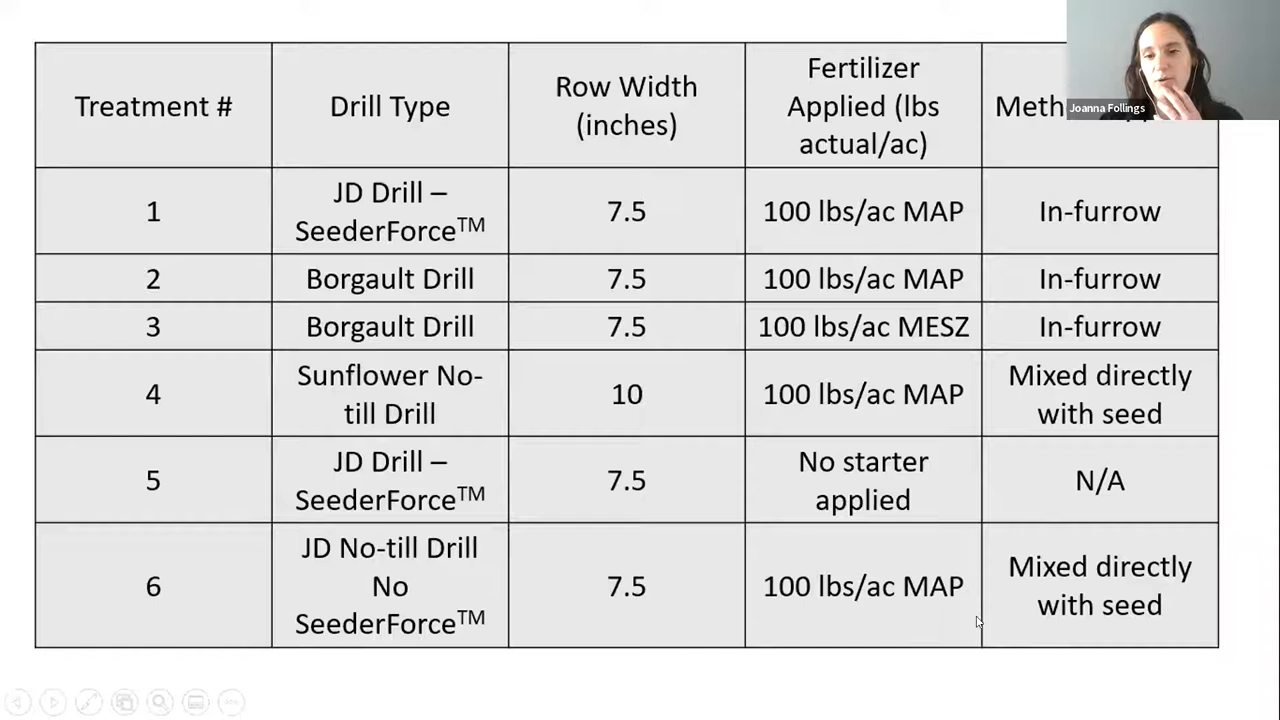 Treatment #
Drill Type
Row Width
(inches)
Fertilizer
Applied (lbs
actual/ac)
Joanna Follings
1
JD Drill –
SeederForceTM
7.5
100 lbs/ac MAP
In-furrow
2
Borgault Drill
7.5
100 lbs/ac MAP
In-furrow
3
Borgault Drill
7.5
100 lbs/ac MESZ
In-furrow
4
Sunflower No-
till Drill
10
100 lbs/ac MAP
Mixed directly
with seed
5
JD Drill –
SeederForceTM
7.5
No starter
applied
N/A
6
JD No-till Drill
No
SeederForceTM
7.5
100 lbs/ac MAP
Mixed directly
with seed